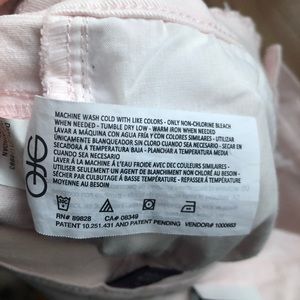 MACHINE WASH COLD WITH LIKE COLORS - ONLY NON-CHLORINE BLEACH
WHEN NEEDED - TUMBLE DRY LOW - WARM IRON WHEN NEEDED
LAVAR A MÁQUINA CON AGUA FRÍA Y CON COLORES SIMILARES - UTILIZAR
ÚNICAMENTE BLANQUEADOR SIN CLORO CUANDO SEA NECESARIO -
SECADORA A TEMPERATURA BAJA - PLANCHAR A TEMPERATURA MEDIA
CUANDO SEA NECESARIO
LAVER À LA MACHINE À L'EAU FROIDE AVEC DES COULEURS SIMILAIRES -
UTILISER SEULEMENT UN AGENT DE BLANCHIMENT NON CHLORÉ AU BESOIN -
SÉCHER PAR CULBUTAGE À BASSE TEMPÉRATURE - REPASSER À TEMPÉRATURE
MOYENNE AU BESOIN
RN# 89828 CA# 08349
PATENT 10.251.431 AND PATENT PENDING VENDOR# 1000663